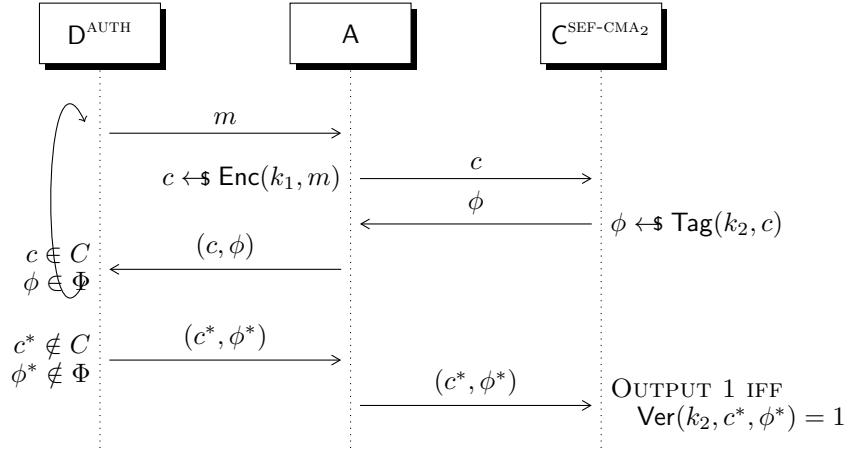 D^AUTH A C^SEF-CMA₂
m
c ←$ Enc(k₁, m) c
ϕ
ϕ ←$ Tag(k₂, c)
(c, ϕ)
c ∈ C
ϕ ∈ Φ
(c*, ϕ*)
c* ∉ C
ϕ* ∉ Φ
(c*, ϕ*)
OUTPUT 1 IFF
Ver(k₂, c*, ϕ*) = 1